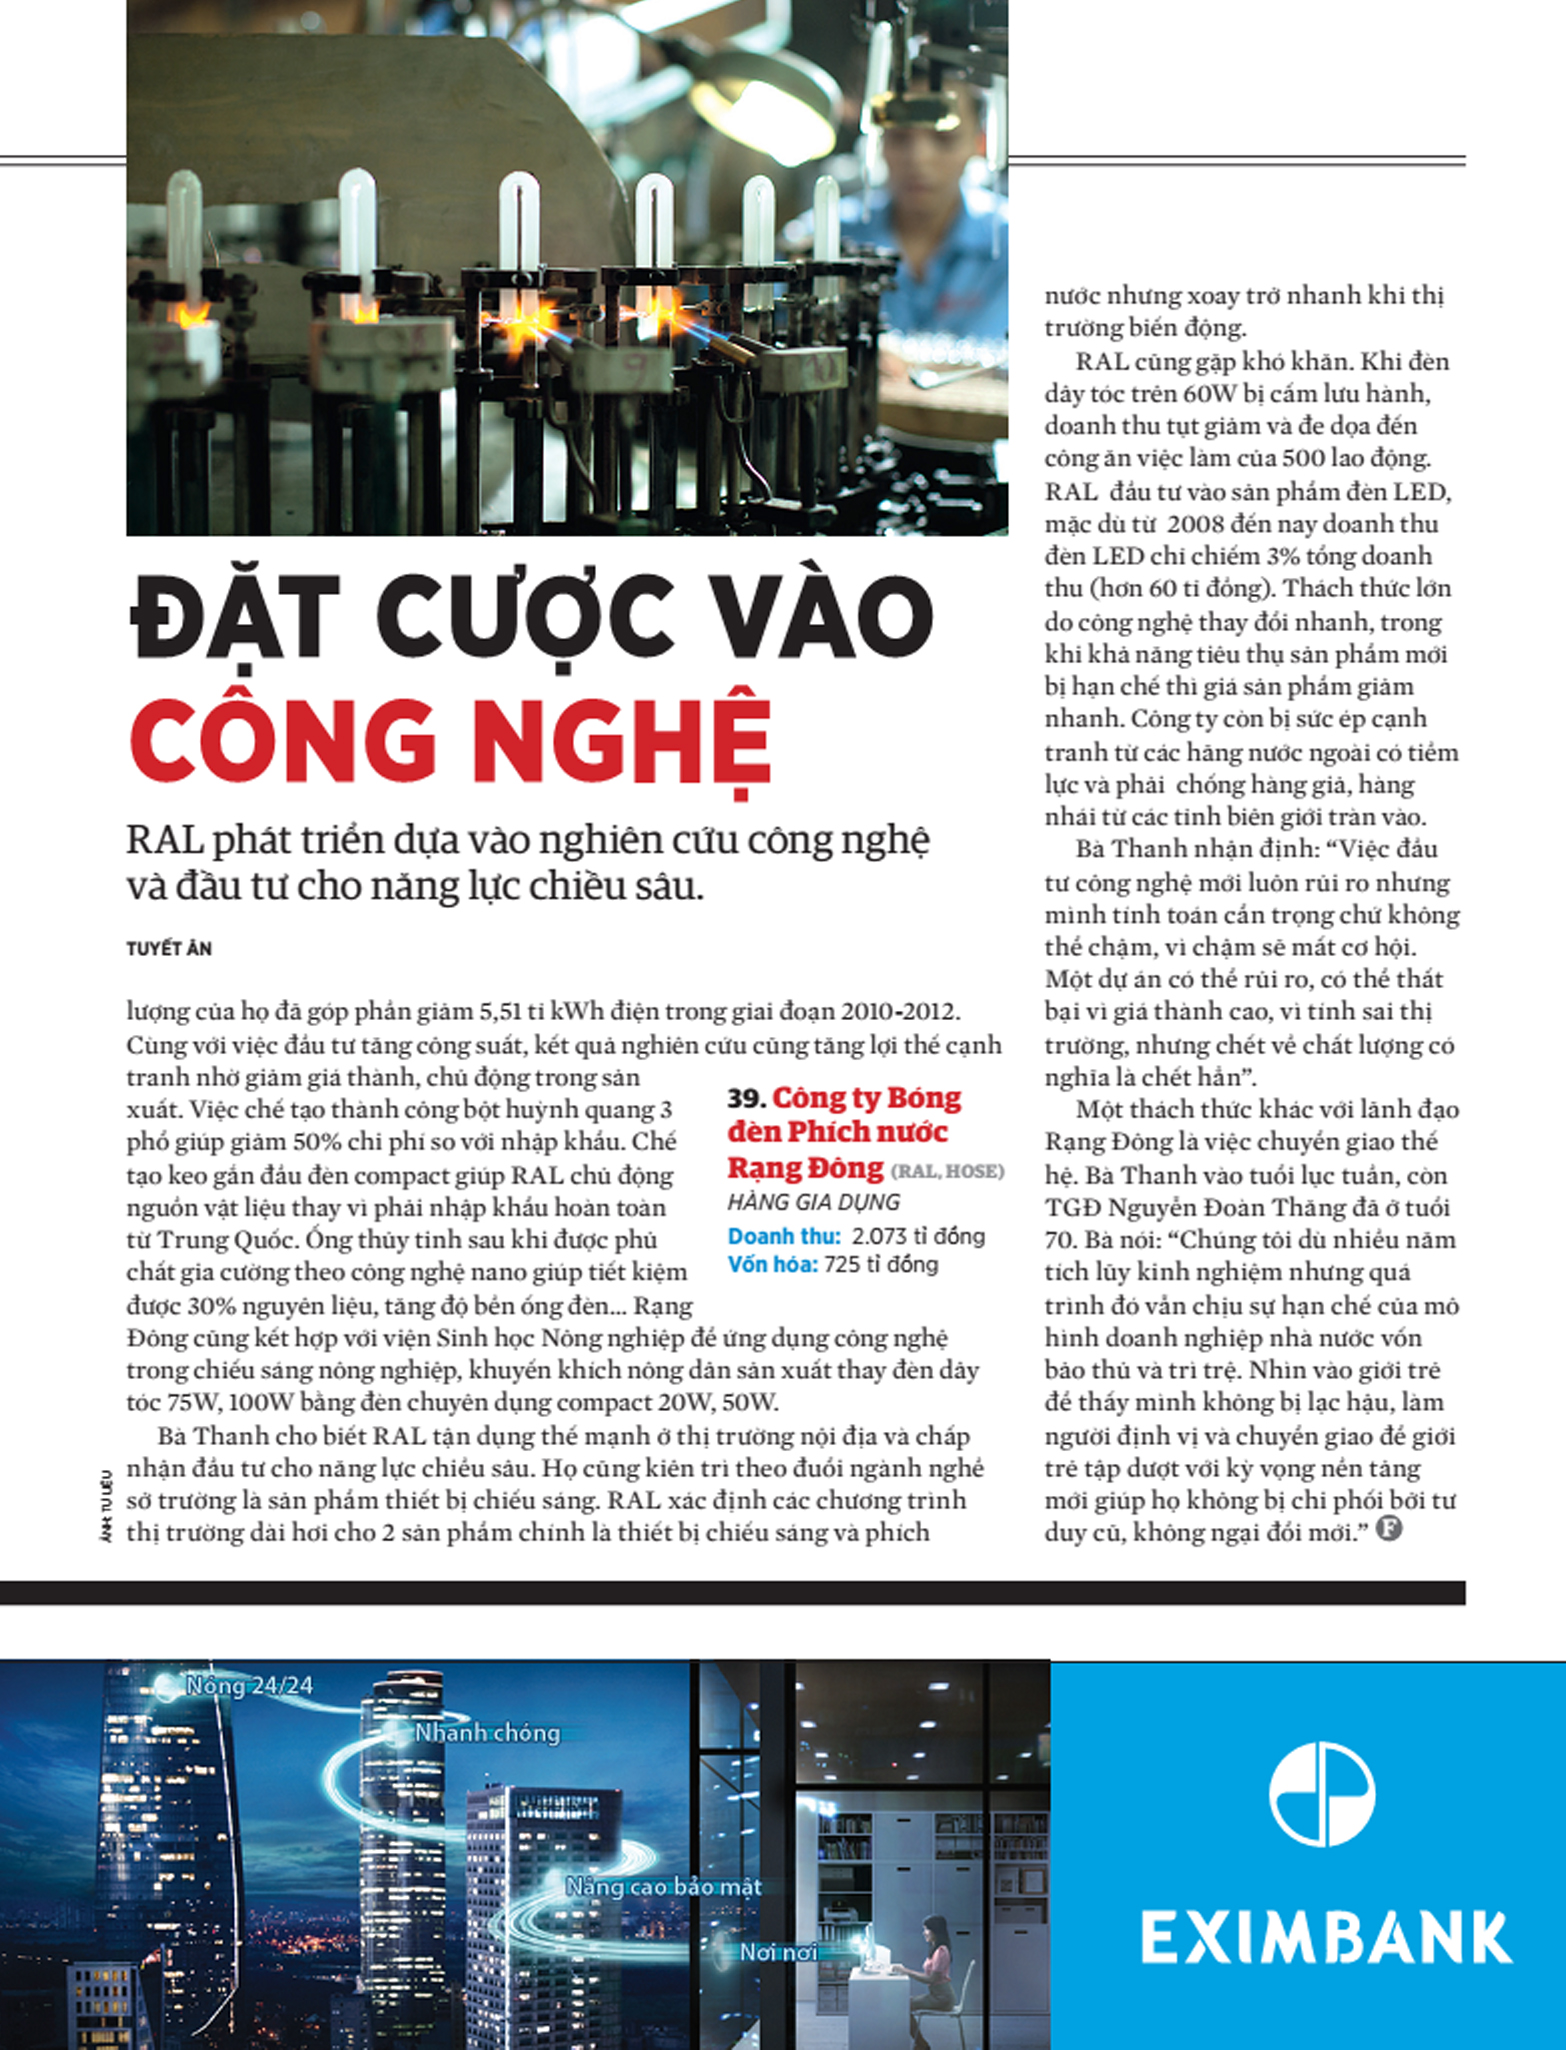 ĐẶT CƯỢC VÀO
CÔNG NGHỆ
RAL phát triển dựa vào nghiên cứu công nghệ
và đầu tư cho năng lực chiều sâu.
TUYẾT ÂN
lượng của họ đã góp phần giảm 5,51 tỉ kWh điện trong giai đoạn 2010-2012.
Cùng với việc đầu tư tăng công suất, kết quả nghiên cứu cũng tăng lợi thế cạnh
tranh nhờ giảm giá thành, chủ động trong sản
xuất. Việc chế tạo thành công bột huỳnh quang 3
phổ giúp giảm 50% chi phí so với nhập khẩu. Chế
tạo keo gắn đầu đèn compact giúp RAL chủ động
nguồn vật liệu thay vì phải nhập khẩu hoàn toàn
từ Trung Quốc. Ống thủy tinh sau khi được phủ
chất gia cường theo công nghệ nano giúp tiết kiệm
được 30% nguyên liệu, tăng độ bền ống đèn... Rạng
Đông cũng kết hợp với viện Sinh học Nông nghiệp để ứng dụng công nghệ
trong chiếu sáng nông nghiệp, khuyến khích nông dân sản xuất thay đèn dây
tóc 75W, 100W bằng đèn chuyên dụng compact 20W, 50W.
Bà Thanh cho biết RAL tận dụng thế mạnh ở thị trường nội địa và chấp
nhận đầu tư cho năng lực chiều sâu. Họ cũng kiên trì theo đuổi ngành nghề
sở trường là sản phẩm thiết bị chiếu sáng. RAL xác định các chương trình
thị trường dài hơi cho 2 sản phẩm chính là thiết bị chiếu sáng và phích
39. Công ty Bóng
đèn Phích nước
Rạng Đông (RAL, HOSE)
HÀNG GIA DỤNG
Doanh thu: 2.073 tỉ đồng
Vốn hóa: 725 tỉ đồng
ẢNH: TƯ LIỆU
nước nhưng xoay trở nhanh khi thị
trường biến động.
RAL cũng gặp khó khăn. Khi đèn
dây tóc trên 60W bị cấm lưu hành,
doanh thu tụt giảm và đe dọa đến
công ăn việc làm của 500 lao động.
RAL đầu tư vào sản phẩm đèn LED,
mặc dù từ 2008 đến nay doanh thu
đèn LED chỉ chiếm 3% tổng doanh
thu (hơn 60 tỉ đồng). Thách thức lớn
do công nghệ thay đổi nhanh, trong
khi khả năng tiêu thụ sản phẩm mới
bị hạn chế thì giá sản phẩm giảm
nhanh. Công ty còn bị sức ép cạnh
tranh từ các hãng nước ngoài có tiềm
lực và phải chống hàng giả, hàng
nhái từ các tỉnh biên giới tràn vào.
Bà Thanh nhận định: “Việc đầu
tư công nghệ mới luôn rủi ro nhưng
mình tính toán cẩn trọng chứ không
thể chậm, vì chậm sẽ mất cơ hội.
Một dự án có thể rủi ro, có thể thất
bại vì giá thành cao, vì tính sai thị
trường, nhưng chết về chất lượng có
nghĩa là chết hẳn”.
Một thách thức khác với lãnh đạo
Rạng Đông là việc chuyển giao thế
hệ. Bà Thanh vào tuổi lục tuần, còn
TGĐ Nguyễn Đoàn Thăng đã ở tuổi
70. Bà nói: “Chúng tôi dù nhiều năm
tích lũy kinh nghiệm nhưng quá
trình đó vẫn chịu sự hạn chế của mô
hình doanh nghiệp nhà nước vốn
bảo thủ và trì trệ. Nhìn vào giới trẻ
để thấy mình không bị lạc hậu, làm
người định vị và chuyển giao để giới
trẻ tập dượt với kỳ vọng nền tảng
mới giúp họ không bị chi phối bởi tư
duy cũ, không ngại đổi mới.” F
Nóng 24/24
Nhanh chóng
Nâng cao bảo mật
Nơi nơi
EXIMBANK